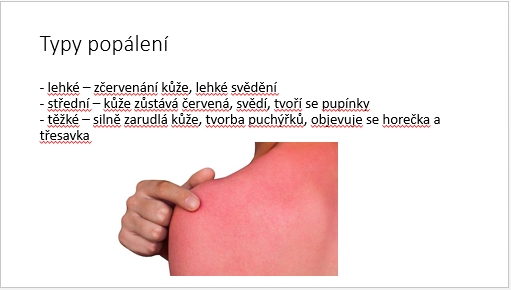 Typy popálení
- lehké – zčervenání kůže, lehké svědění
- střední – kůže zůstává červená, svědí, tvoří se pupínky
- těžké – silně zarudlá kůže, tvorba puchýřků, objevuje se horečka a
třesavka